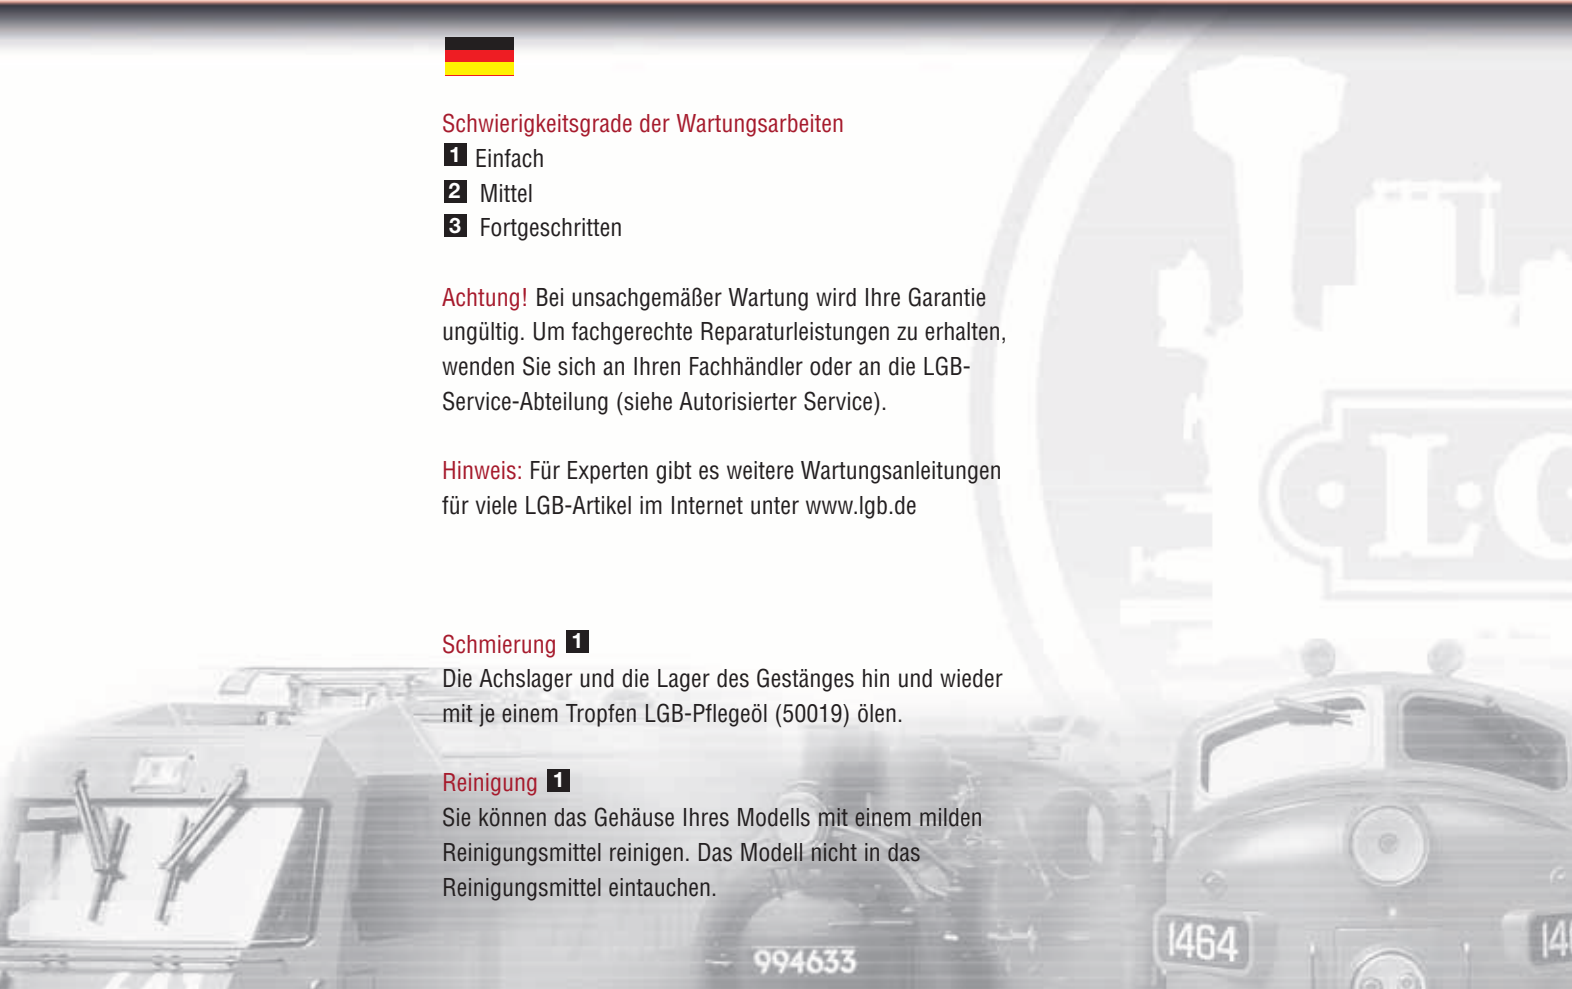 Schwierigkeitsgrade der Wartungsarbeiten
1 Einfach
2 Mittel
3 Fortgeschritten
Achtung! Bei unsachgemäßer Wartung wird Ihre Garantie
ungültig. Um fachgerechte Reparaturleistungen zu erhalten,
wenden Sie sich an Ihren Fachhändler oder an die LGB-
Service-Abteilung (siehe Autorisierter Service).
Hinweis: Für Experten gibt es weitere Wartungsanleitungen
für viele LGB-Artikel im Internet unter www.lgb.de
Schmierung 1
Die Achslager und die Lager des Gestänges hin und wieder
mit je einem Tropfen LGB-Pflegeöl (50019) ölen.
Reinigung 1
Sie können das Gehäuse Ihres Modells mit einem milden
Reinigungsmittel reinigen. Das Modell nicht in das
Reinigungsmittel eintauchen.
994633
1464